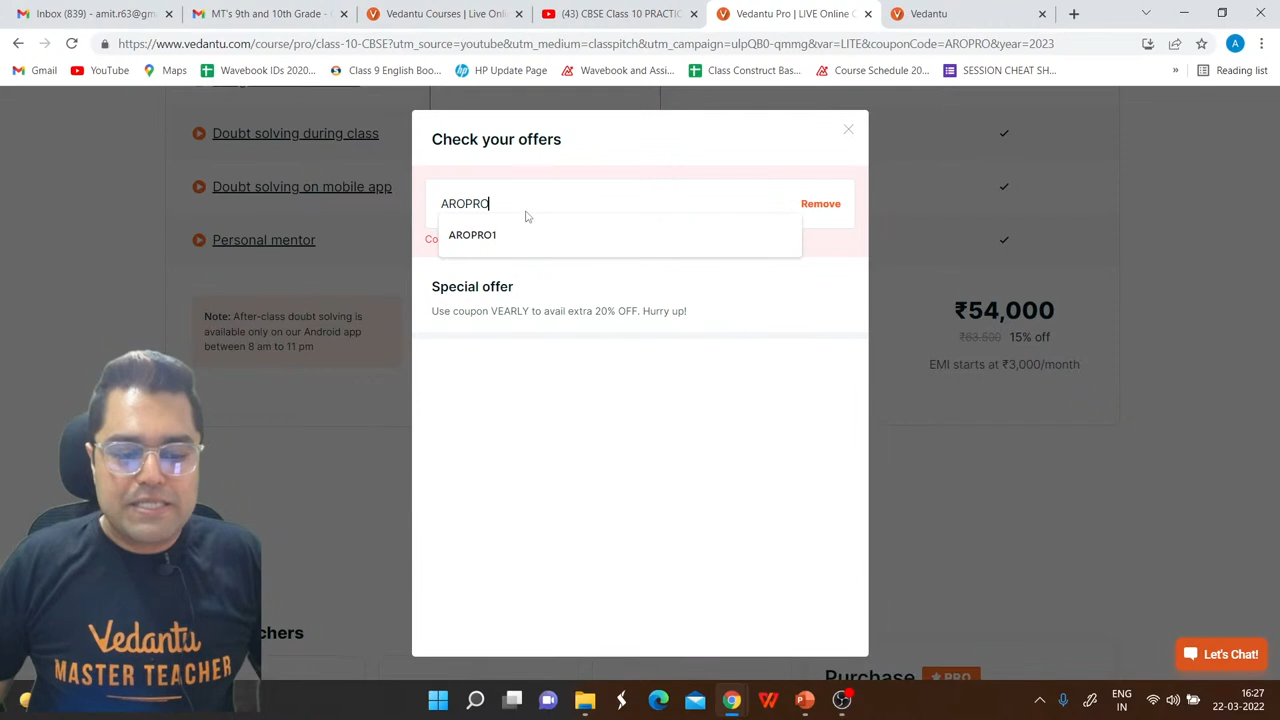 Inbox (839) - amit.r63@gm
MT's 9th and 10th Grade -
Vedantu Courses | Live Onli
(43) CBSE Class 10 PRACTIC
Vedantu Pro | LIVE Online C
Vedantu
https://www.vedantu.com/course/pro/class-10-CBSE?utm_source=youtube&utm_medium=classpitch&utm_campaign=ulpQB0-qmmg&var=LITE&couponCode=AROPRO&year=2023
A
Gmail
YouTube
Maps
Wavebook IDs 2020...
Class 9 English Boo...
HP Update Page
Wavebook and Assi...
Class Construct Bas...
Course Schedule 20...
SESSION CHEAT SH...
»
Reading list
Check your offers
Doubt solving during class
Doubt solving on mobile app
AROPRO
Remove
AROPRO1
Co
Personal mentor
Special offer
Use coupon VEARLY to avail extra 20% OFF. Hurry up!
Note: After-class doubt solving is
available only on our Android app
between 8 am to 11 pm
₹54,000
₹63,500 15% off
EMI starts at ₹3,000/month
Vedantu
MASTER TEACHER
chers
Purchase PRO
Let's Chat!
ENG
IN
16:27
22-03-2022